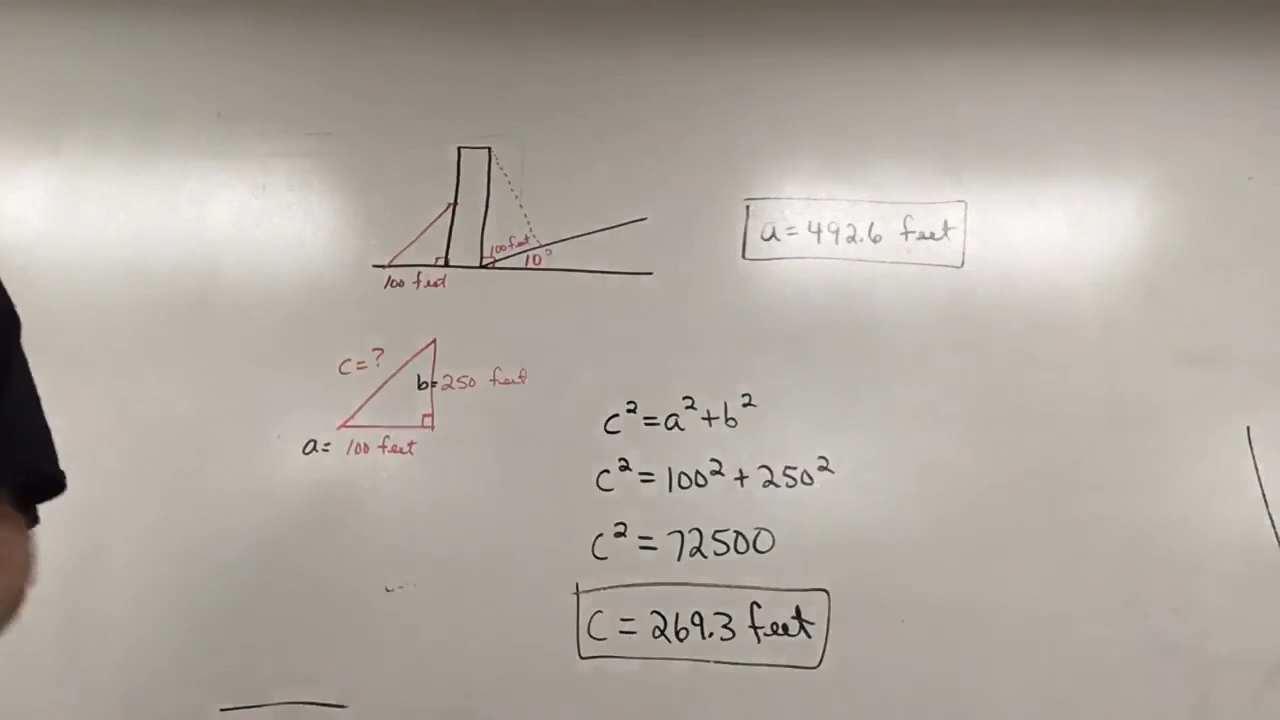 100 feet
10°
100 feet
a = 492.6 feet
c = ?
b = 250 feet
a = 100 feet
c² = a² + b²
c² = 100² + 250²
c² = 72500
c = 269.3 feet